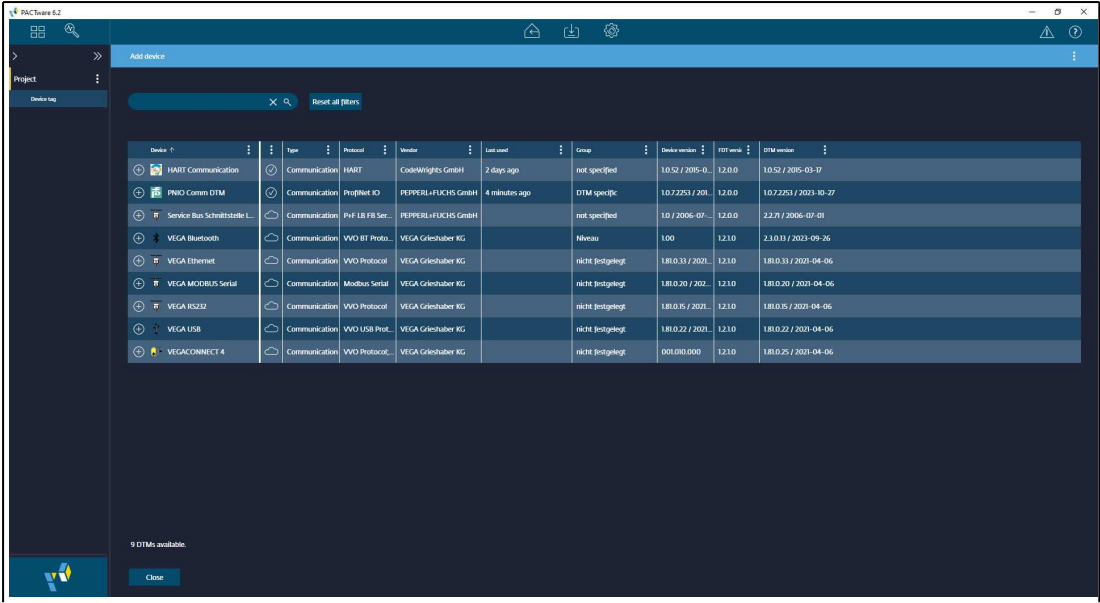 PACTware 6.2
Add device
Project
Device tag
Reset all filters
Device Type Protocol Vendor Last used Group Device version FDT versi DTM version
HART Communication Communication HART CodeWrights GmbH 2 days ago not specified 1.0.52 / 2015-0... 1.2.0.0 1.0.52 / 2015-03-17
PNIO Comm DTM Communication ProfiNet IO PEPPERL+FUCHS GmbH 4 minutes ago DTM specific 1.0.7.2253 / 201... 1.2.0.0 1.0.7.2253 / 2023-10-27
Service Bus Schnittstelle L... Communication P+F LB FB Ser... PEPPERL+FUCHS GmbH not specified 1.0 / 2006-07-... 1.2.0.0 2.2.71 / 2006-07-01
VEGA Bluetooth Communication VVO BT Proto... VEGA Grieshaber KG Niveau 1.00 1.2.1.0 2.3.0.13 / 2023-09-26
VEGA Ethernet Communication VVO Protocol VEGA Grieshaber KG nicht festgelegt 1.81.0.33 / 2021... 1.2.1.0 1.81.0.33 / 2021-04-06
VEGA MODBUS Serial Communication Modbus Serial VEGA Grieshaber KG nicht festgelegt 1.81.0.20 / 202... 1.2.1.0 1.81.0.20 / 2021-04-06
VEGA RS232 Communication VVO Protocol VEGA Grieshaber KG nicht festgelegt 1.81.0.15 / 2021... 1.2.1.0 1.81.0.15 / 2021-04-06
VEGA USB Communication VVO USB Prot... VEGA Grieshaber KG nicht festgelegt 1.81.0.22 / 2021... 1.2.1.0 1.81.0.22 / 2021-04-06
VEGACONNECT 4 Communication VVO Protocol;... VEGA Grieshaber KG nicht festgelegt 001.010.000 1.2.1.0 1.81.0.25 / 2021-04-06
9 DTMs available.
Close